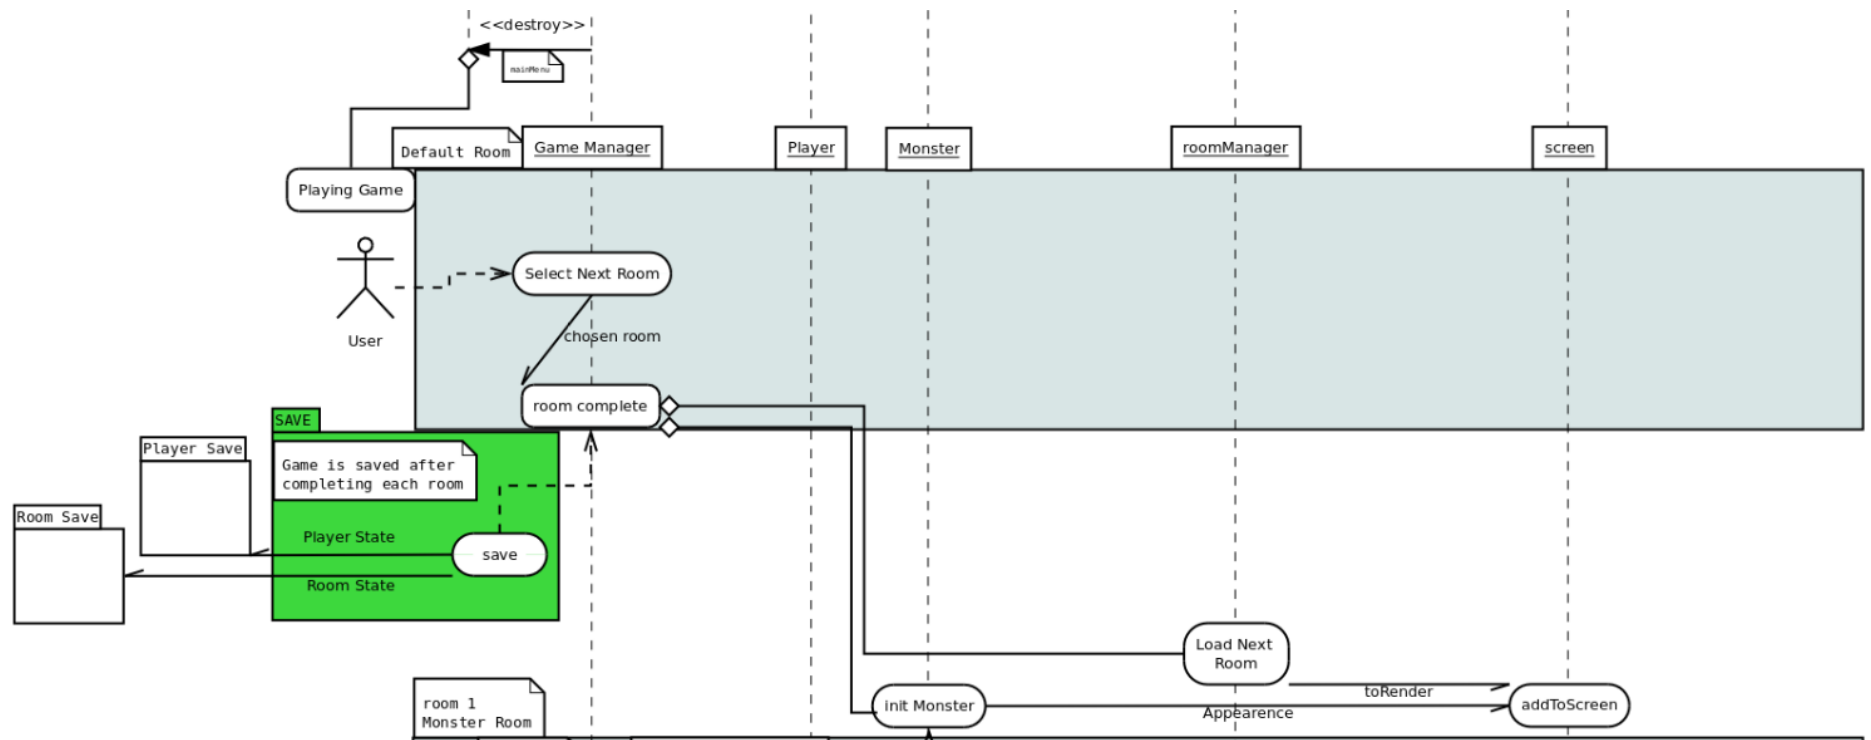 <<destroy>>
mainMenu
Default Room
Game Manager
Player
Monster
roomManager
screen
Playing Game
Select Next Room
User
chosen room
room complete
SAVE
Player Save
Game is saved after
completing each room
Room Save
Player State
save
Room State
Load Next
Room
toRender
room 1
Monster Room
init Monster
Appearence
addToScreen